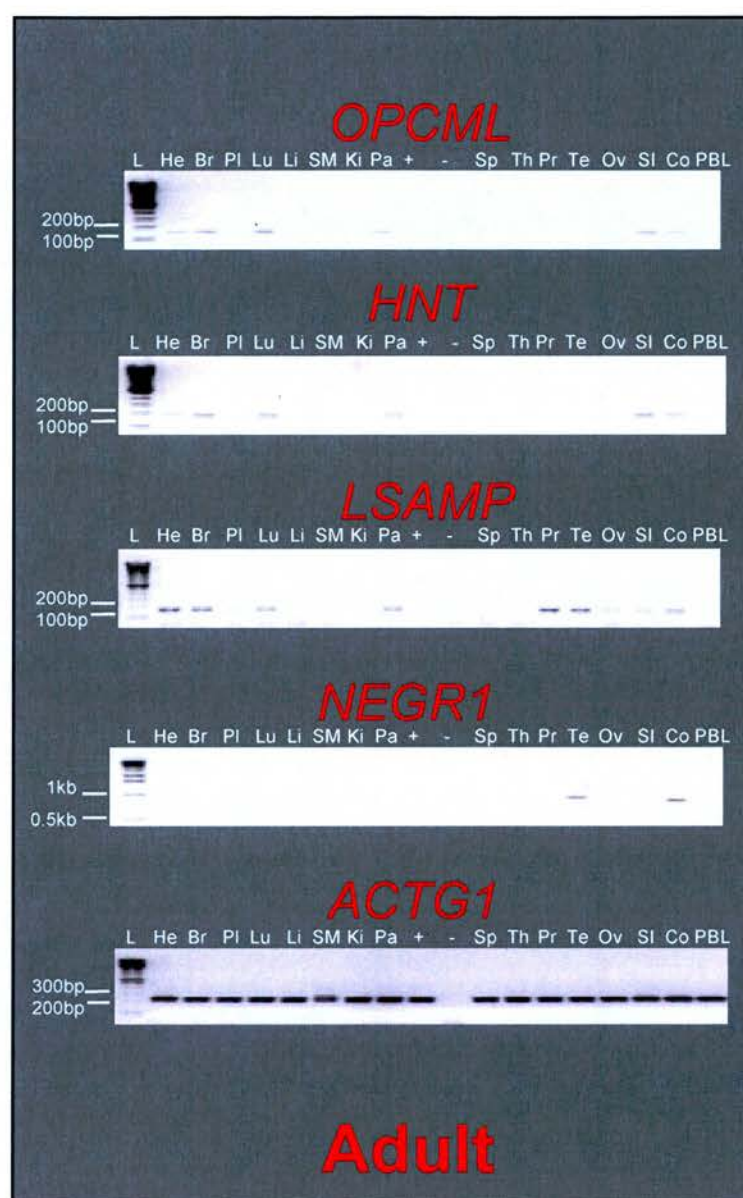 OPCML
L He Br Pl Lu Li SM Ki Pa + - Sp Th Pr Te Ov SI Co PBL
200bp
100bp
HNT
L He Br Pl Lu Li SM Ki Pa + - Sp Th Pr Te Ov SI Co PBL
200bp
100bp
LSAMP
L He Br Pl Lu Li SM Ki Pa + - Sp Th Pr Te Ov SI Co PBL
200bp
100bp
NEGR1
L He Br Pl Lu Li SM Ki Pa + - Sp Th Pr Te Ov SI Co PBL
1kb
0.5kb
ACTG1
L He Br Pl Lu Li SM Ki Pa + - Sp Th Pr Te Ov SI Co PBL
300bp
200bp
Adult